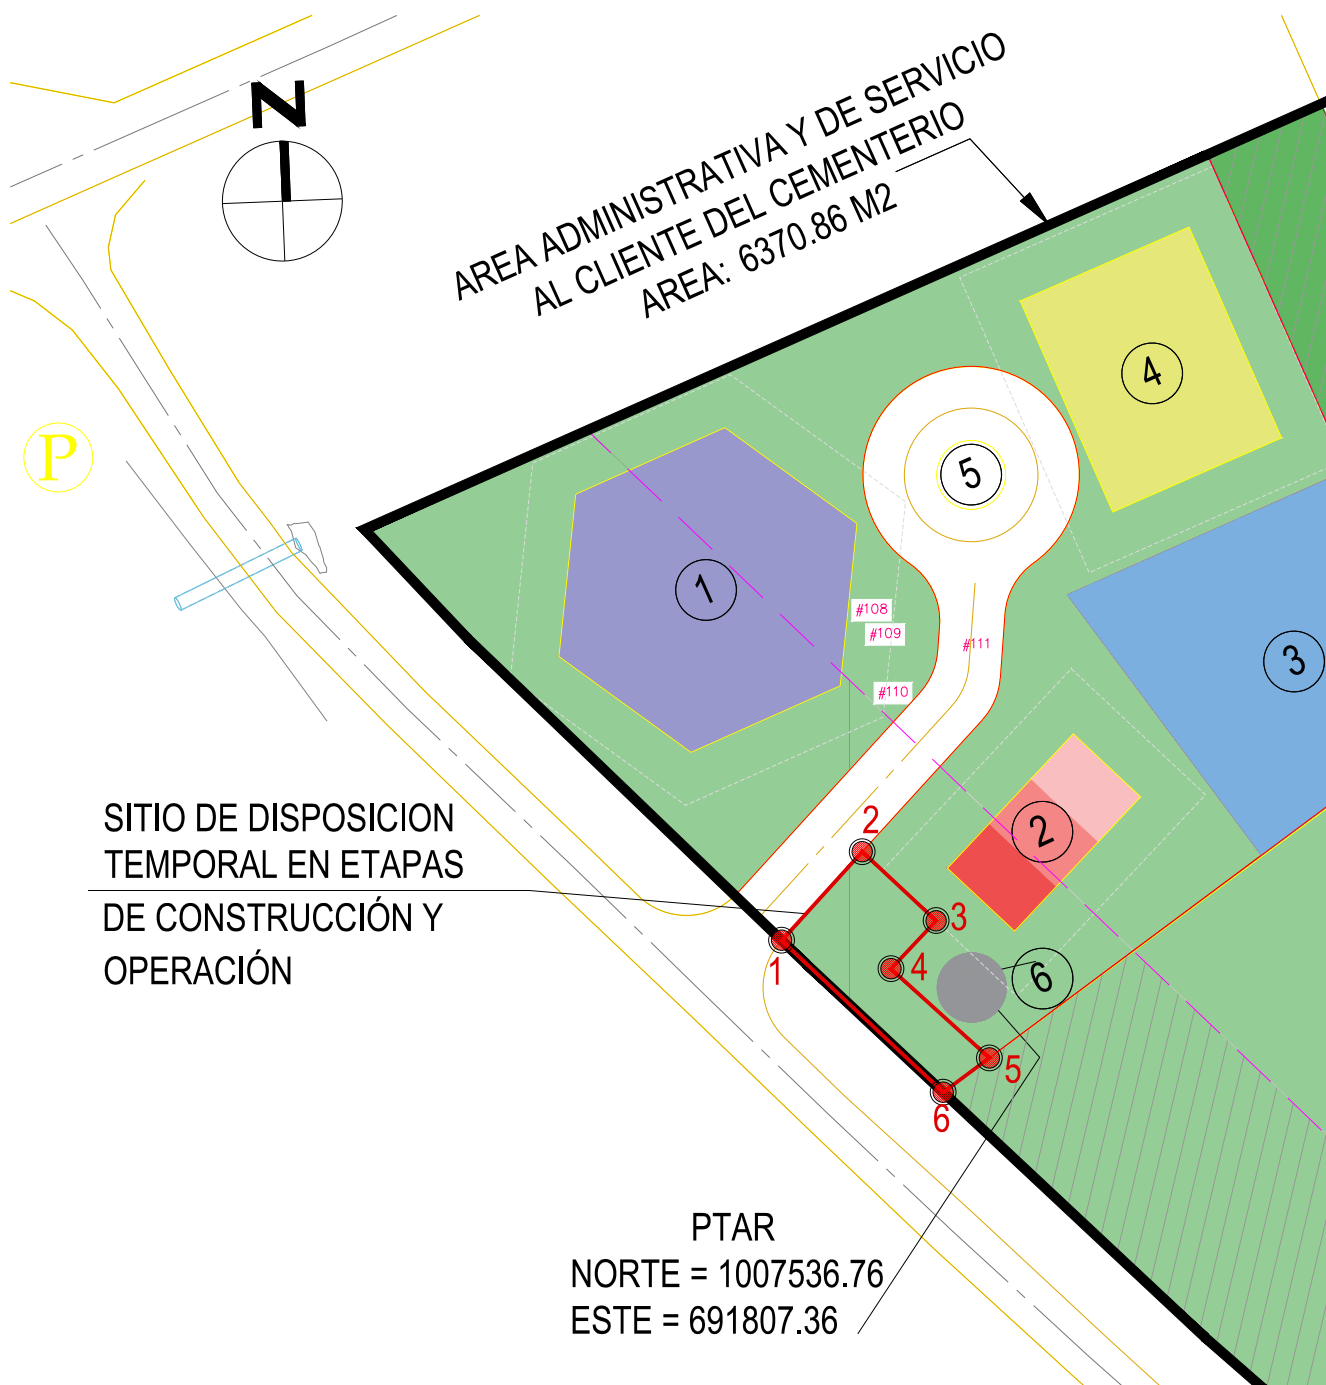 N
AREA ADMINISTRATIVA Y DE SERVICIO
AL CLIENTE DEL CEMENTERIO
AREA: 6370.86 M2
4
P
5
1
#108
#109
#111
3
#110
SITIO DE DISPOSICION
TEMPORAL EN ETAPAS
DE CONSTRUCCIÓN Y
OPERACIÓN
2
2
3
1
4
6
5
6
PTAR
NORTE = 1007536.76
ESTE = 691807.36